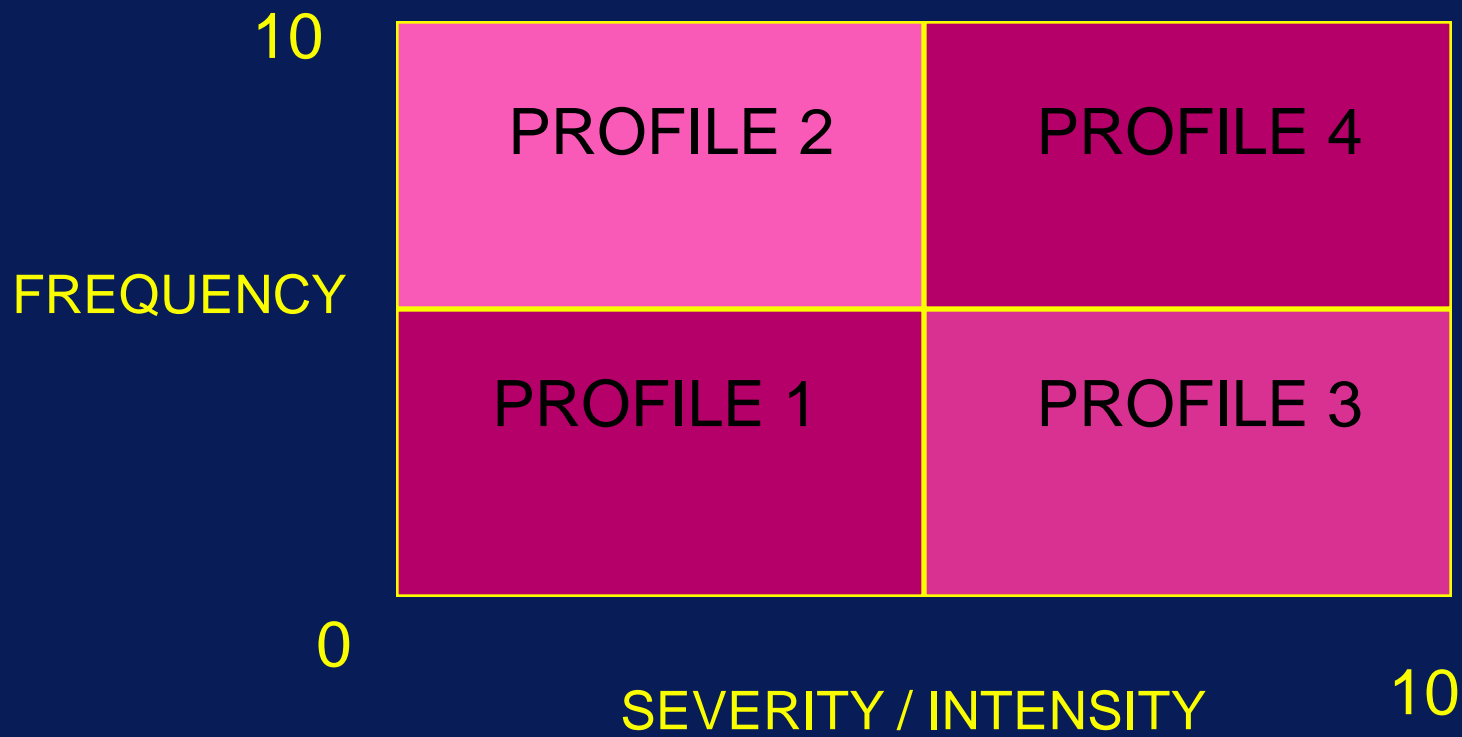 10
PROFILE 2
PROFILE 4
FREQUENCY
PROFILE 1
PROFILE 3
0
SEVERITY / INTENSITY
10